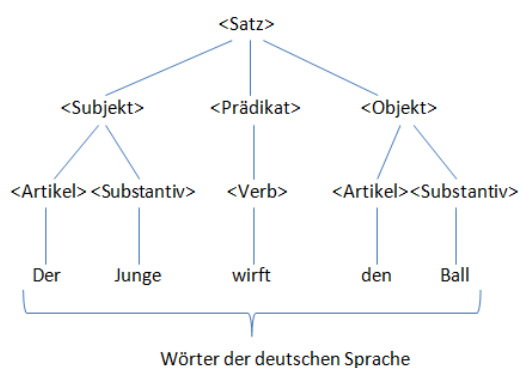 <Satz>
<Subjekt> <Prädikat> <Objekt>
<Artikel> <Substantiv> <Verb> <Artikel> <Substantiv>
Der Junge wirft den Ball
Wörter der deutschen Sprache